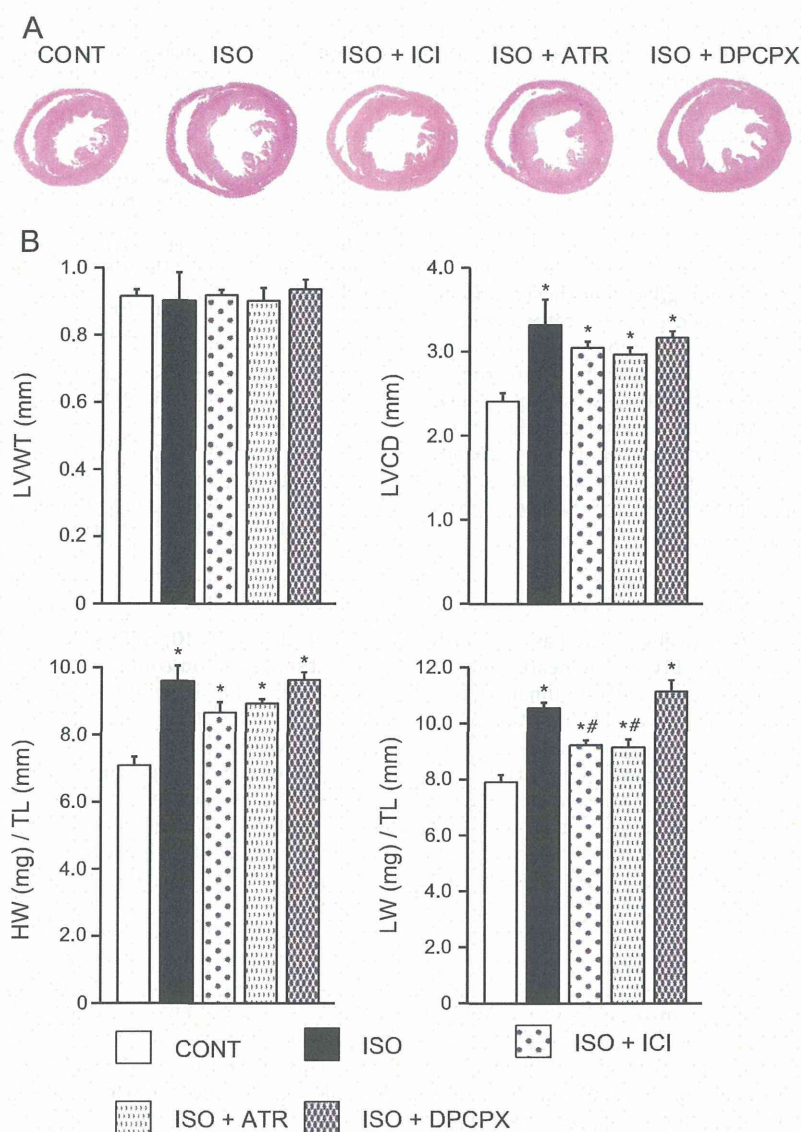 A
CONT ISO ISO + ICI ISO + ATR ISO + DPCPX
B
LVWT (mm)
1.0
0.8
0.6
0.4
0.2
0
LVCD (mm)
4.0
3.0
2.0
1.0
0
* * * *
HW (mg) / TL (mm)
10.0
8.0
6.0
4.0
2.0
0
* * * *
LW (mg) / TL (mm)
12.0
10.0
8.0
6.0
4.0
2.0
0
* *# *# *
CONT ISO ISO + ICI
ISO + ATR ISO + DPCPX